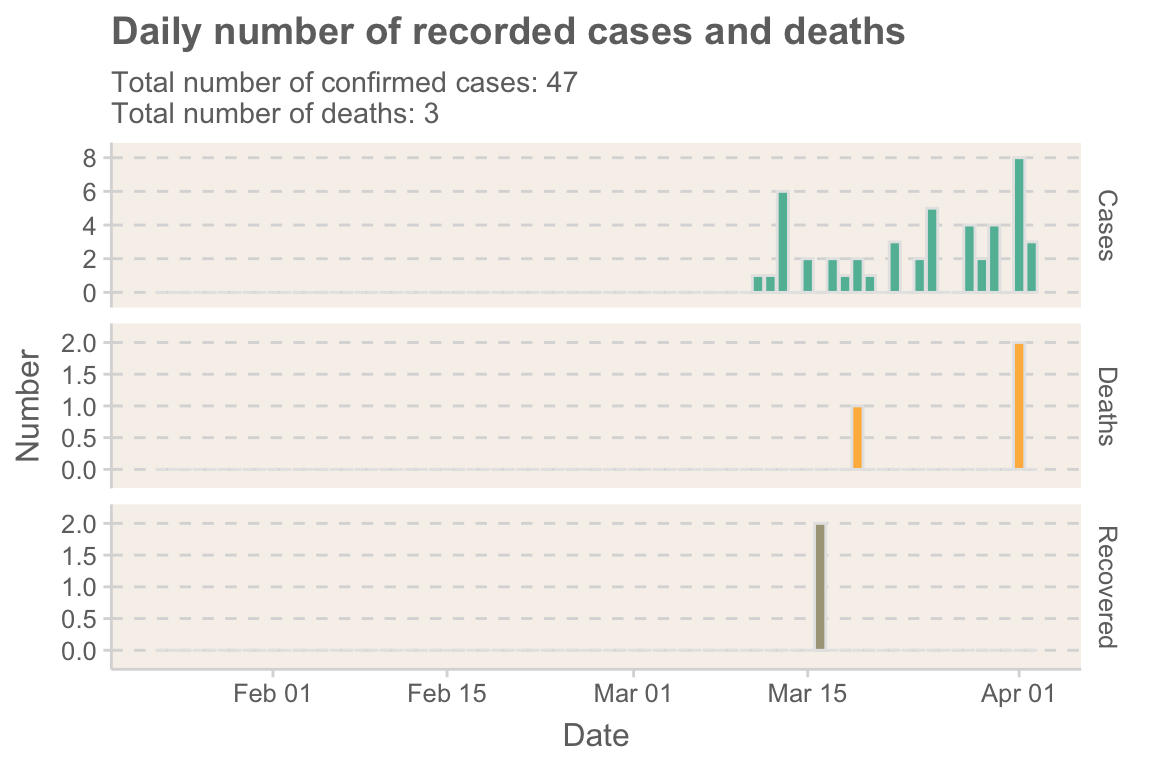 Daily number of recorded cases and deaths
Total number of confirmed cases: 47
Total number of deaths: 3
8
6
4
2
0
Cases
2.0
1.5
1.0
0.5
0.0
Deaths
Number
2.0
1.5
1.0
0.5
0.0
Recovered
Feb 01 Feb 15 Mar 01 Mar 15 Apr 01
Date